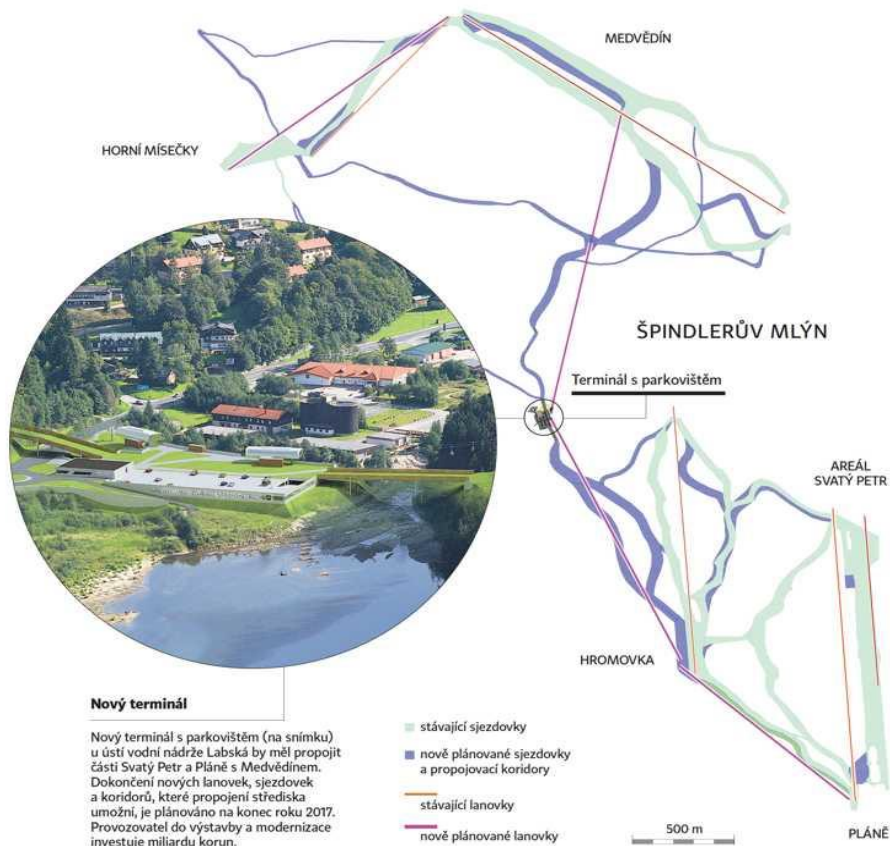 MEDVĚDÍN
HORNÍ MÍSEČKY
ŠPINDLERŮV MLÝN
Terminál s parkovištěm
AREÁL
SVATÝ PETR
HROMOVKA
Nový terminál
Nový terminál s parkovištěm (na snímku)
u ústí vodní nádrže Labská by měl propojit
části Svatý Petr a Pláně s Medvědínem.
Dokončení nových lanovek, sjezdovek
a koridorů, které propojení střediska
umožní, je plánováno na konec roku 2017.
Provozovatel do výstavby a modernizace
investuje miliardu korun.
stávající sjezdovky
nově plánované sjezdovky
a propojovací koridory
stávající lanovky
nově plánované lanovky
500 m
PLÁNĚ